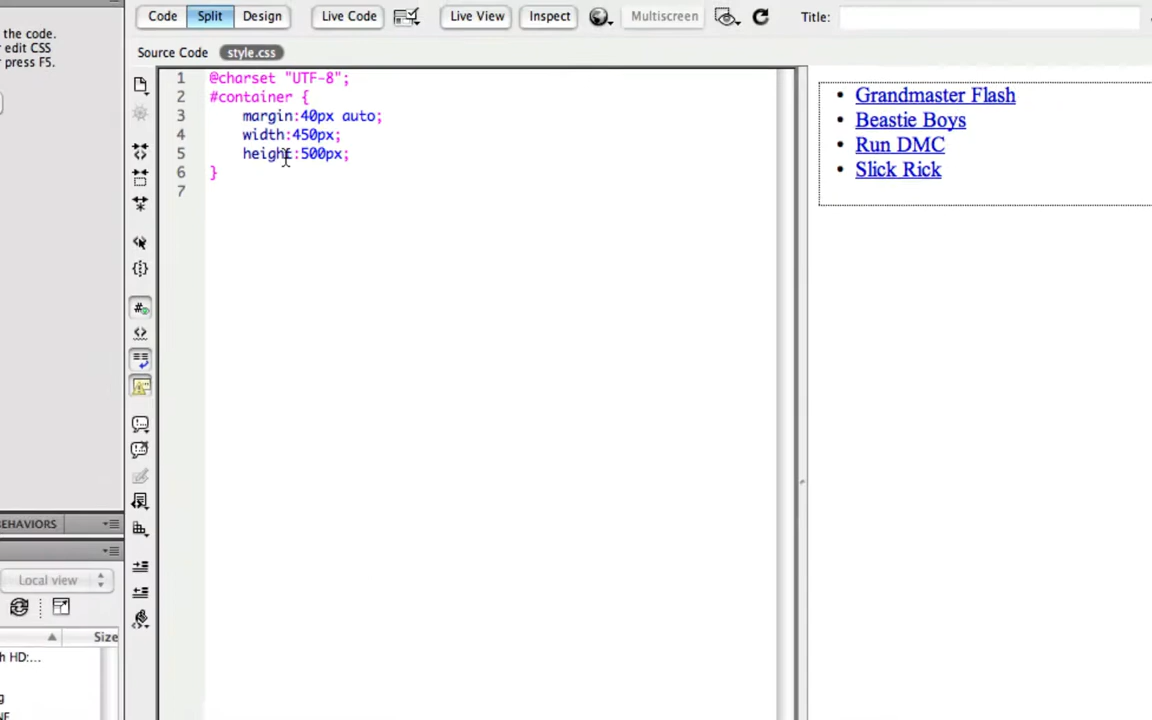 the code.
edit CSS
press F5.
Code Split Design Live Code Live View Inspect Multiscreen Title:
Source Code style.css
1 @charset "UTF-8";
2 #container {
3 margin:40px auto;
4 width:450px;
5 height:500px;
6 }
7
• Grandmaster Flash
• Beastie Boys
• Run DMC
• Slick Rick
EHAVIORS
Local view
Size
h HD:...
g